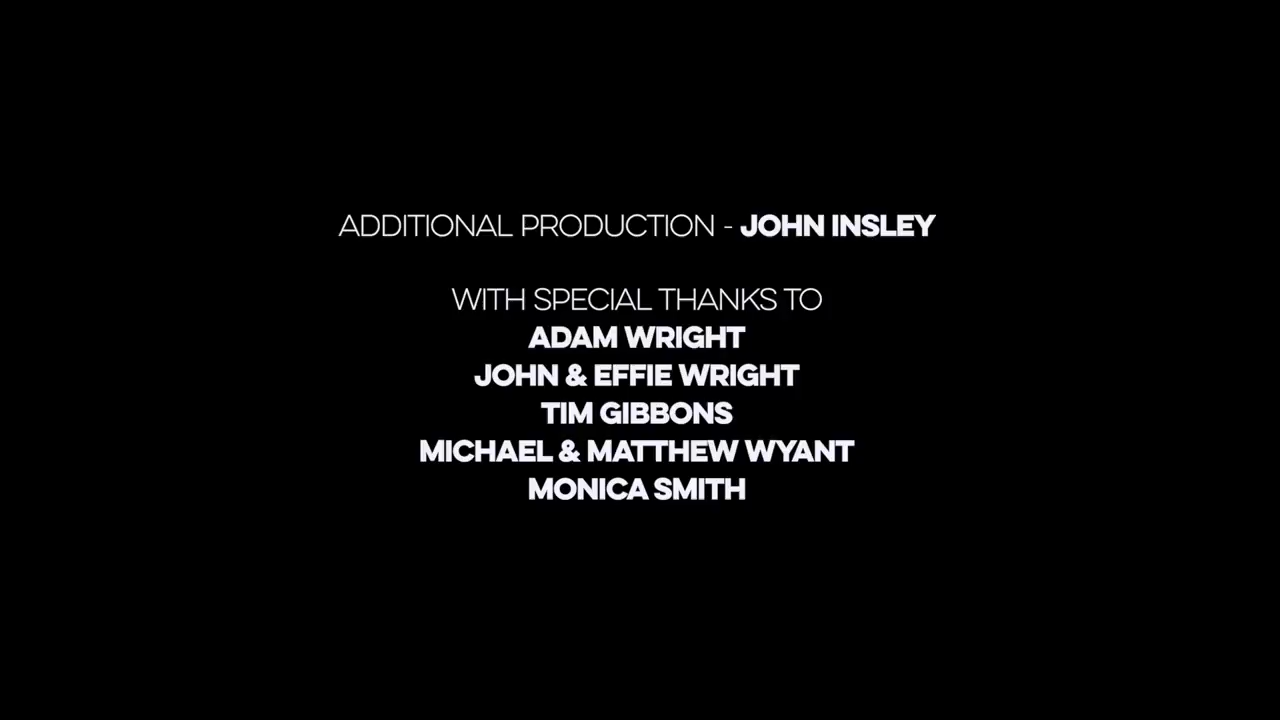 ADDITIONAL PRODUCTION - JOHN INSLEY
WITH SPECIAL THANKS TO
ADAM WRIGHT
JOHN & EFFIE WRIGHT
TIM GIBBONS
MICHAEL & MATTHEW WYANT
MONICA SMITH